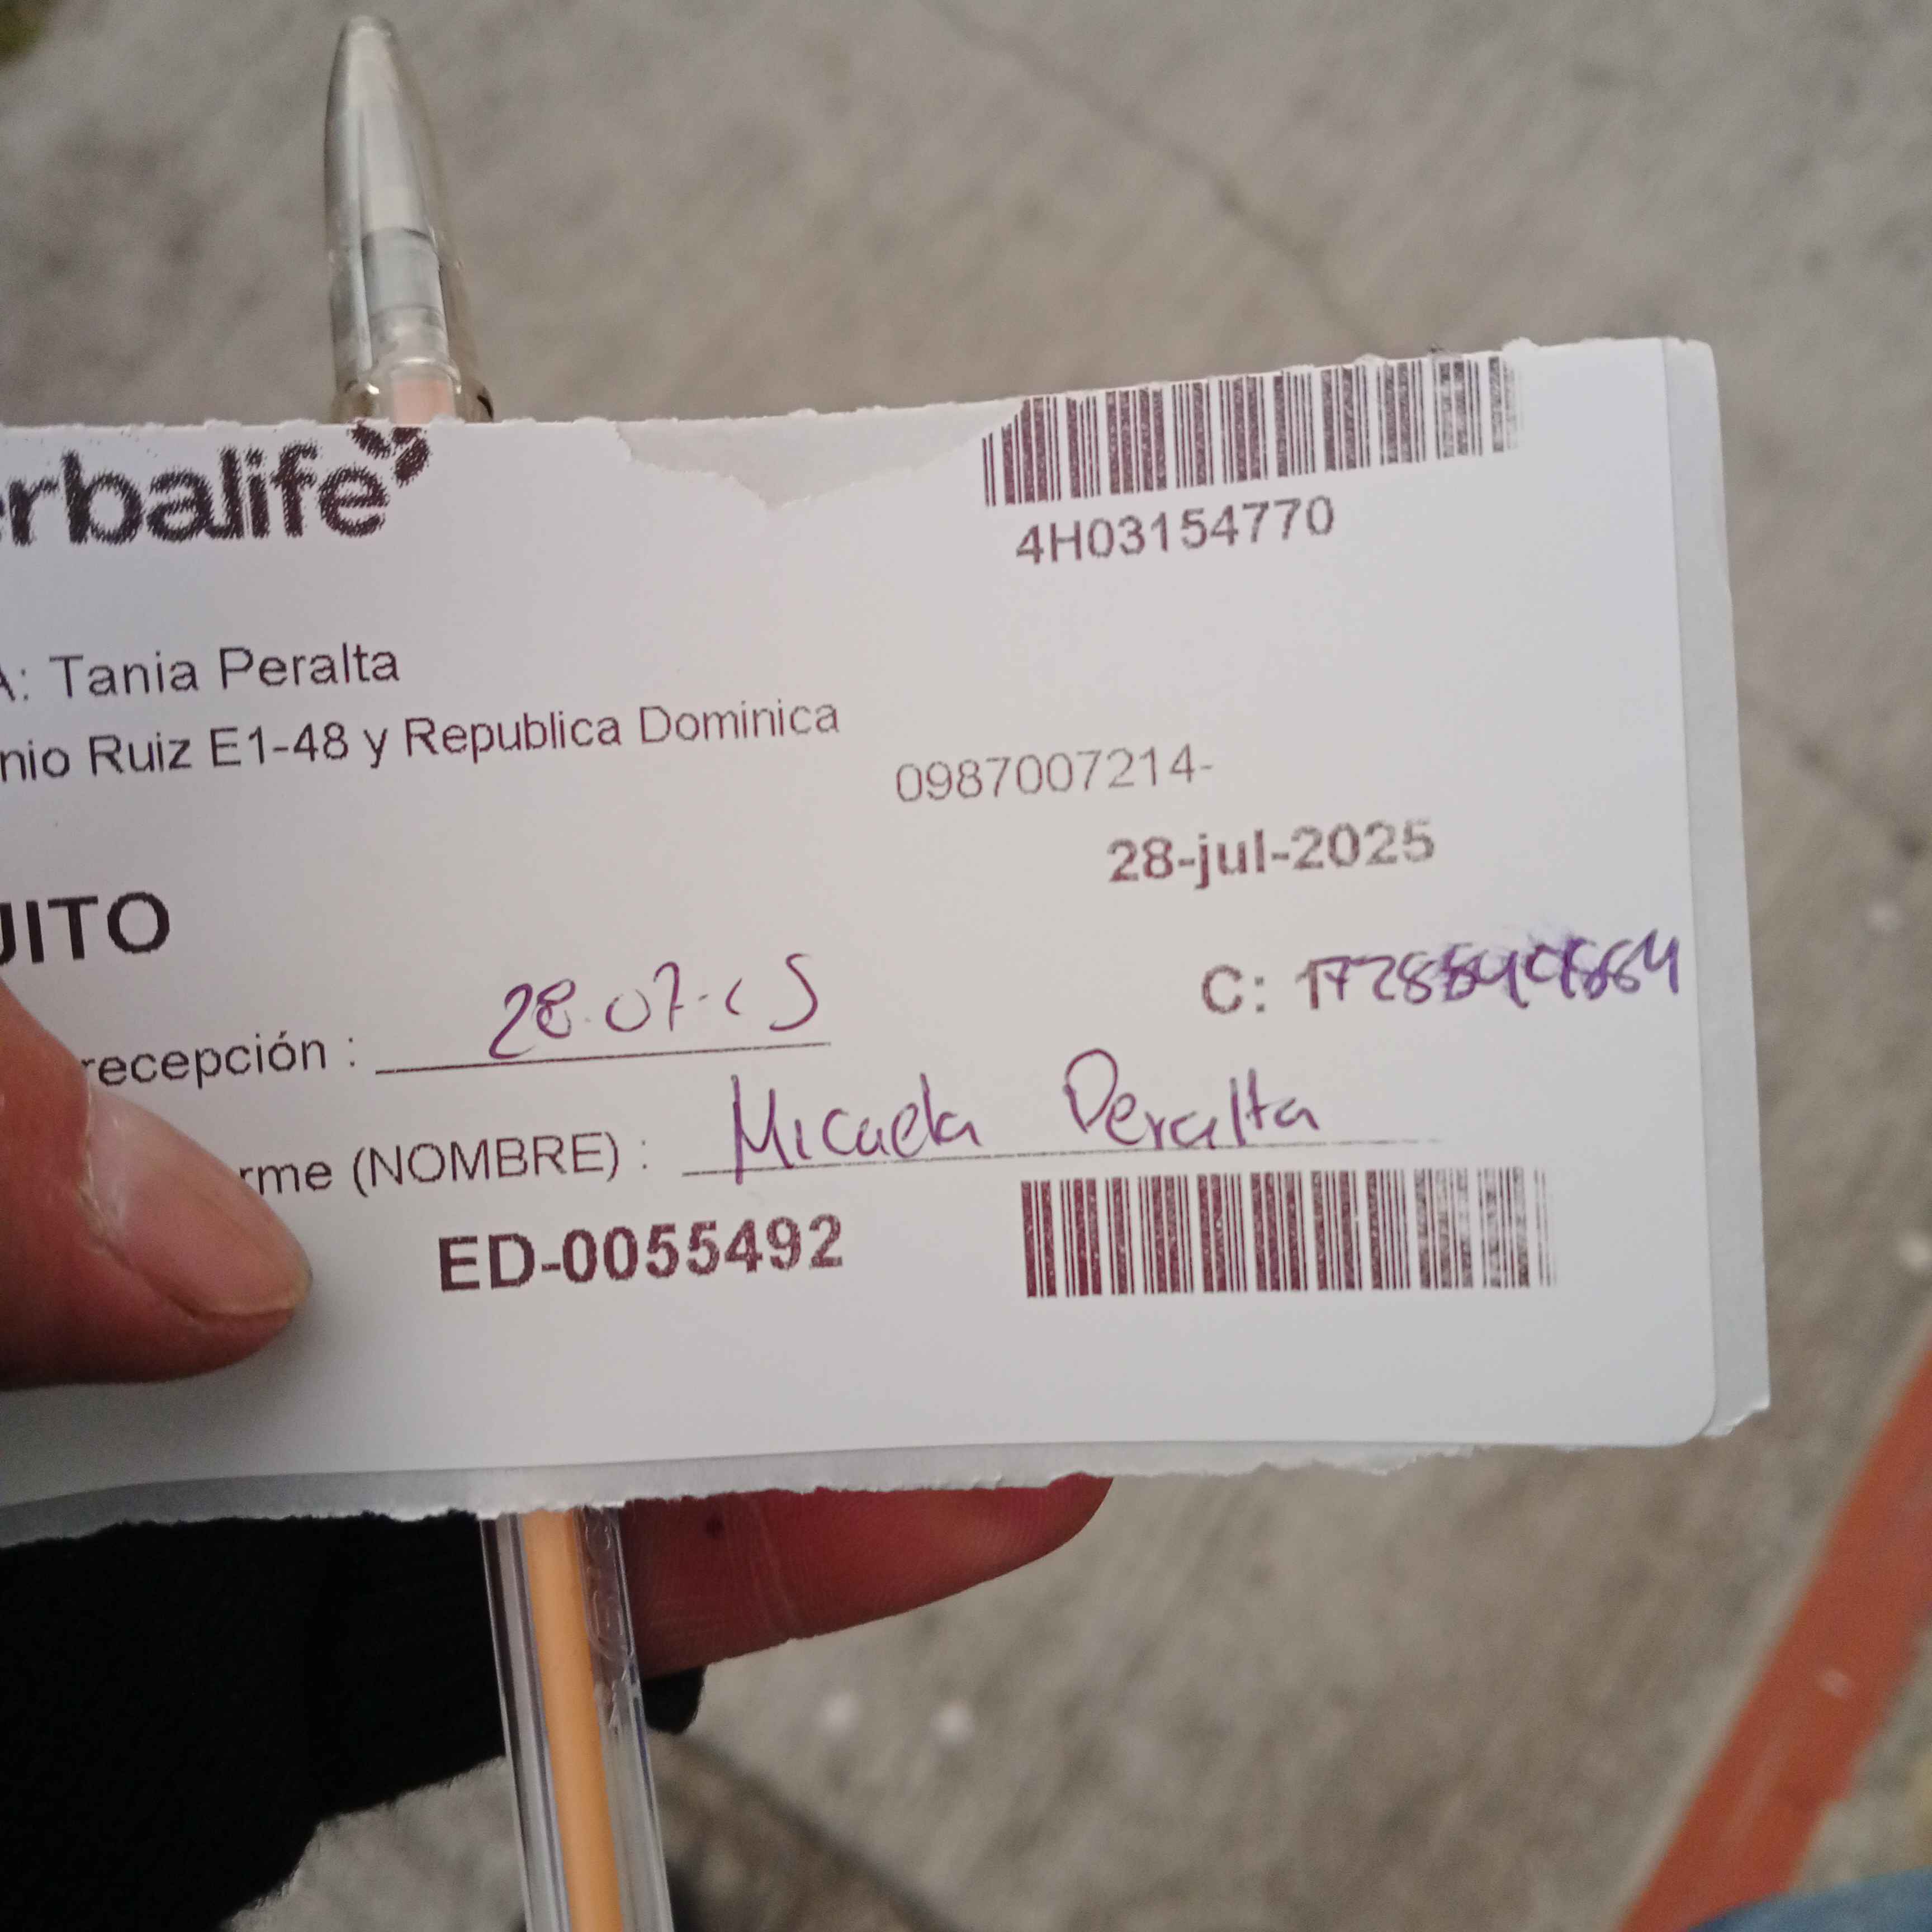 erbalife
4H03154770
A: Tania Peralta
nio Ruiz E1-48 y Republica Dominica
0987007214-
28-jul-2025
UITO
C:
recepción : 28.07.25
rme (NOMBRE) : Micaela Peralta
ED-0055492